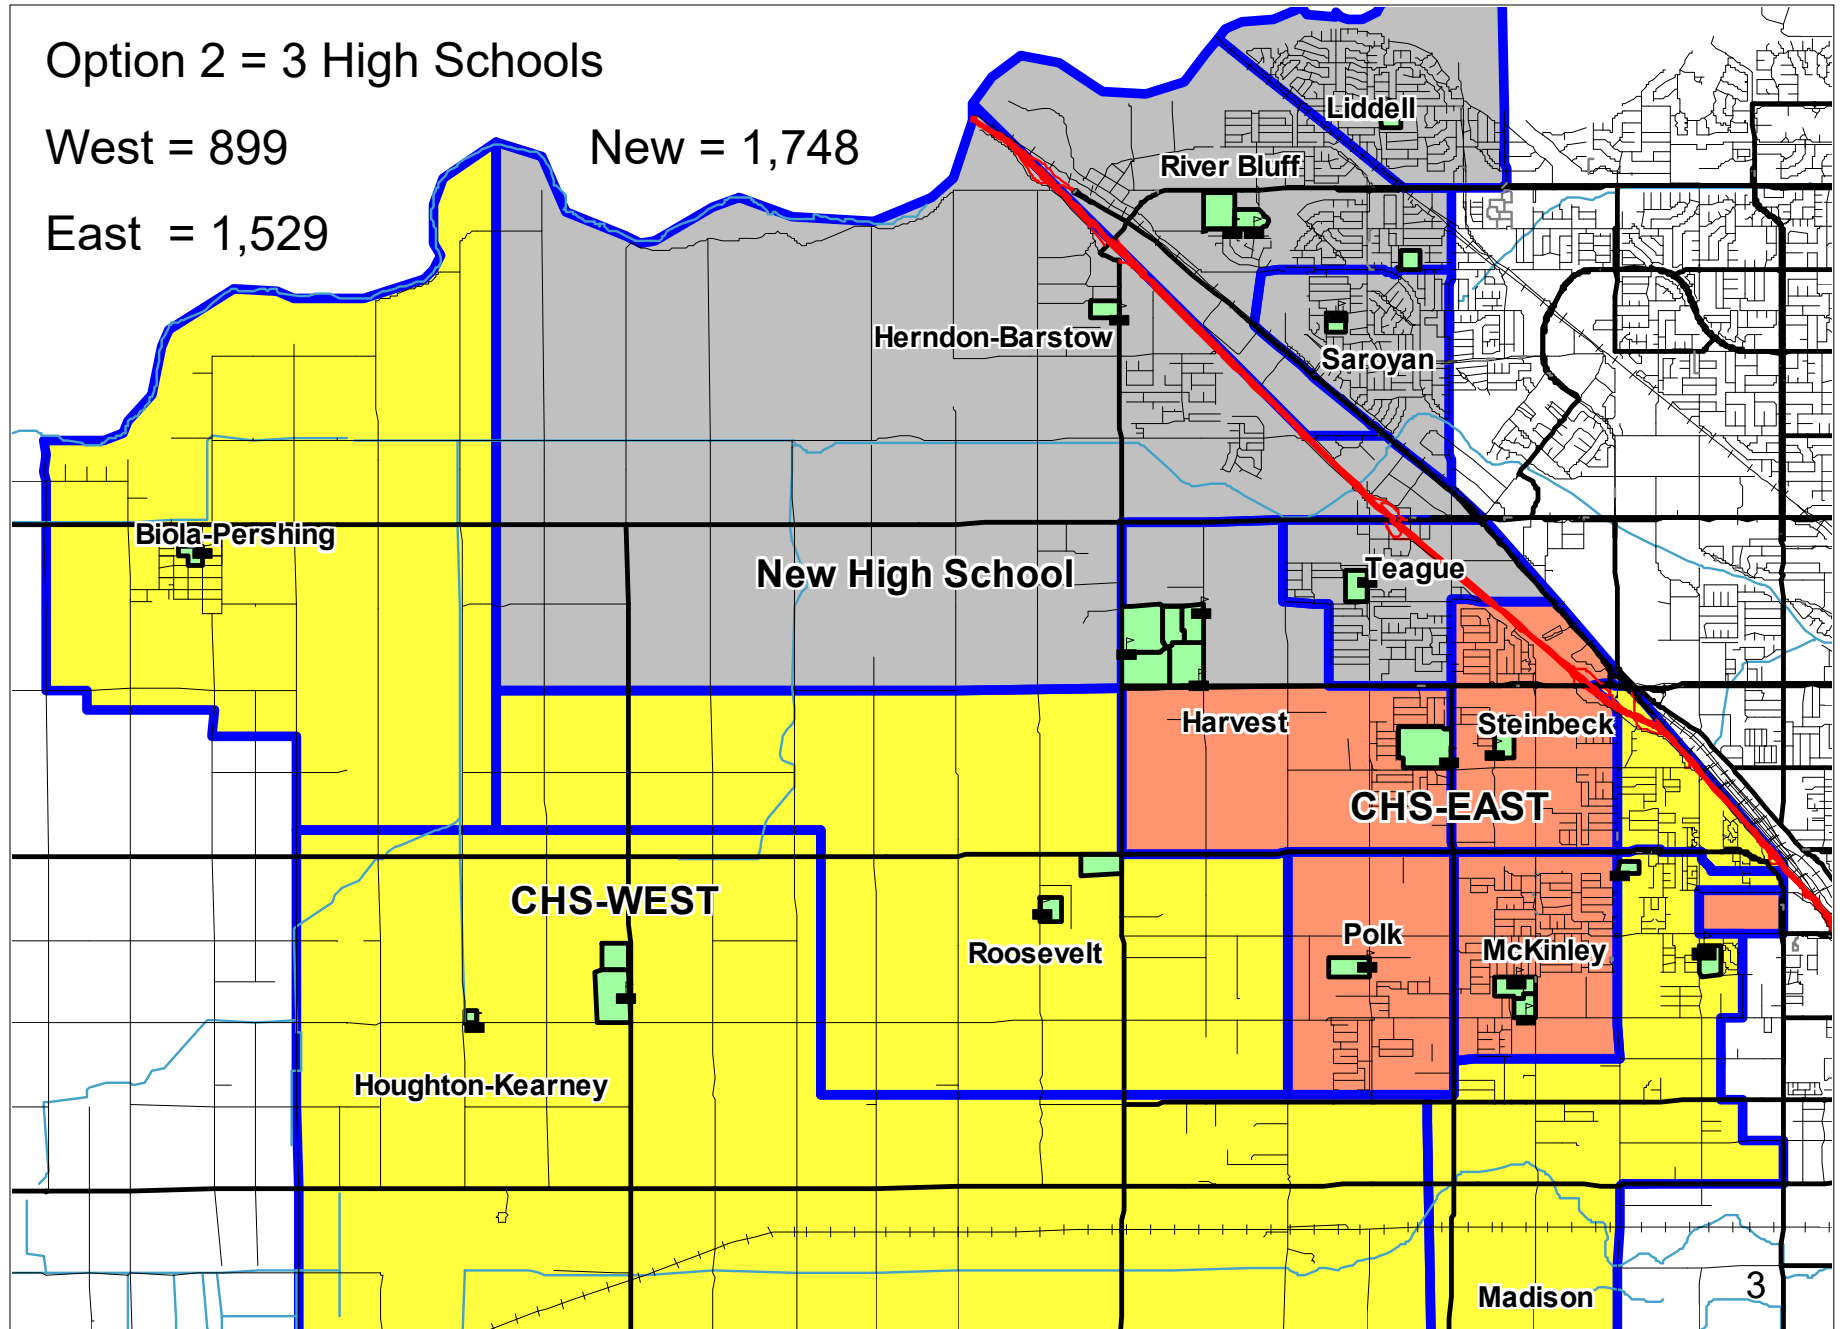 Option 2 = 3 High Schools
West = 899 New = 1,748
East = 1,529
Liddell
River Bluff
Herndon-Barstow
Saroyan
Biola-Pershing
New High School
Teague
Harvest
Steinbeck
CHS-EAST
CHS-WEST
Polk
McKinley
Roosevelt
Houghton-Kearney
Madison
3